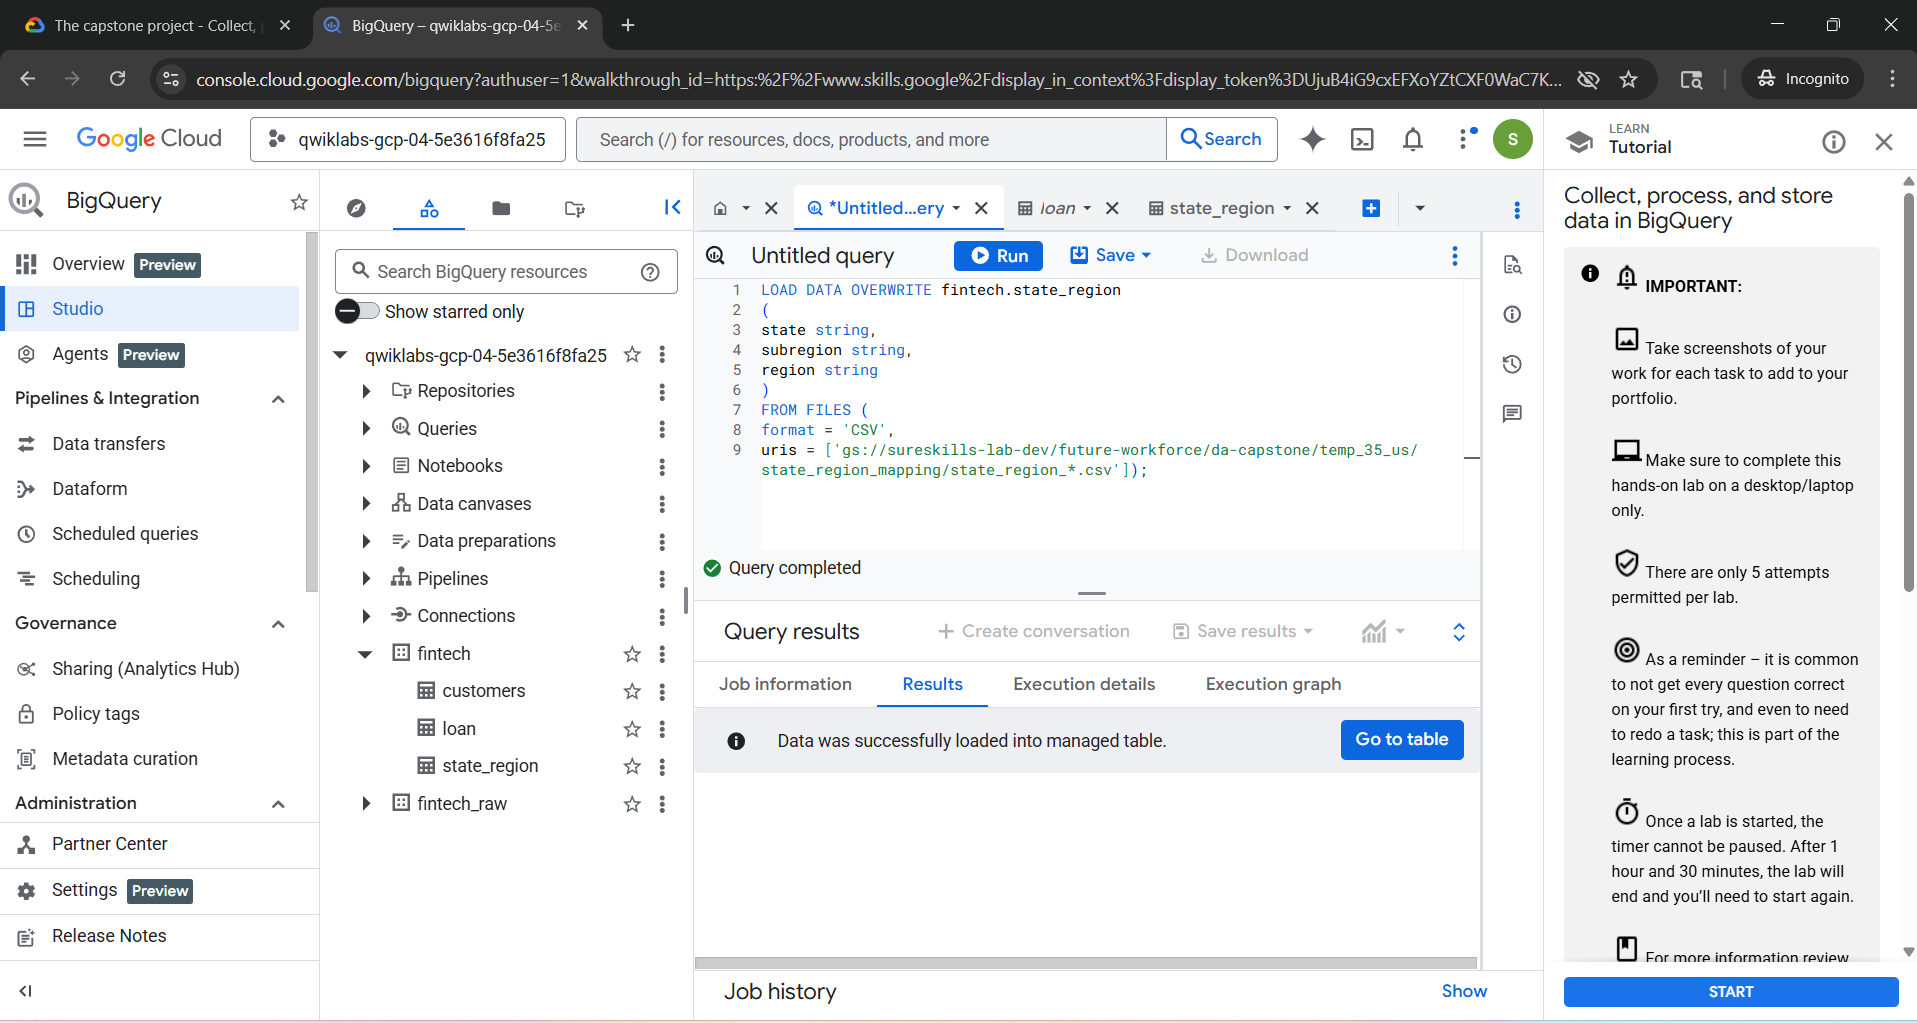 The capstone project - Collect,
BigQuery – qwiklabs-gcp-04-5e
console.cloud.google.com/bigquery?authuser=1&walkthrough_id=https:%2F%2Fwww.skills.google%2Fdisplay_in_context%3Fdisplay_token%3DUjuB4iG9cxEFXoYZtCXF0WaC7K...
Incognito
Google Cloud
qwiklabs-gcp-04-5e3616f8fa25
Search (/) for resources, docs, products, and more
Search
S
LEARN
Tutorial
BigQuery
Overview Preview
Studio
Agents Preview
Pipelines & Integration
Data transfers
Dataform
Scheduled queries
Scheduling
Governance
Sharing (Analytics Hub)
Policy tags
Metadata curation
Administration
Partner Center
Settings Preview
Release Notes
Search BigQuery resources
Show starred only
qwiklabs-gcp-04-5e3616f8fa25
Repositories
Queries
Notebooks
Data canvases
Data preparations
Pipelines
Connections
fintech
customers
loan
state_region
fintech_raw
*Untitled...ery
loan
state_region
Untitled query
Run
Save
Download
1 LOAD DATA OVERWRITE fintech.state_region
2 (
3 state string,
4 subregion string,
5 region string
6 )
7 FROM FILES (
8 format = 'CSV',
9 uris = ['gs://sureskills-lab-dev/future-workforce/da-capstone/temp_35_us/
state_region_mapping/state_region_*.csv']);
Query completed
Query results
Create conversation
Save results
Job information
Results
Execution details
Execution graph
Data was successfully loaded into managed table.
Go to table
Job history
Show
Collect, process, and store
data in BigQuery
IMPORTANT:
Take screenshots of your
work for each task to add to your
portfolio.
Make sure to complete this
hands-on lab on a desktop/laptop
only.
There are only 5 attempts
permitted per lab.
As a reminder – it is common
to not get every question correct
on your first try, and even to need
to redo a task; this is part of the
learning process.
Once a lab is started, the
timer cannot be paused. After 1
hour and 30 minutes, the lab will
end and you'll need to start again.
For more information review
START